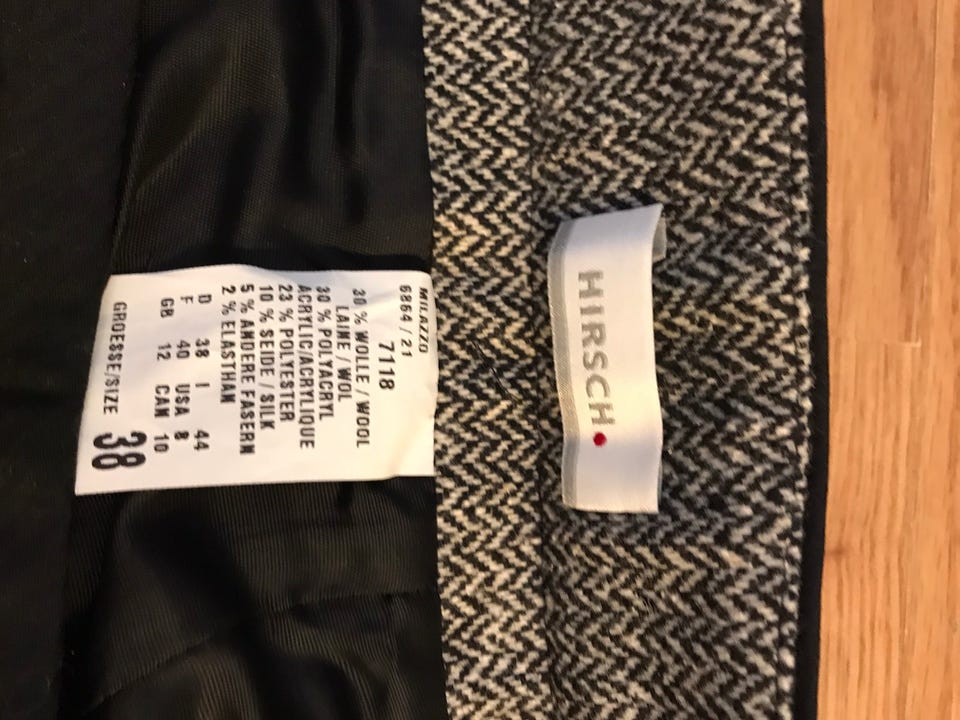 MILAZZO
6864 / 21
7118
30 % WOLLE / WOOL
LAINE / WOL
30 % POLYACRYL
ACRYLIC/ACRYLIQUE
23 % POLYESTER
10 % SEIDE / SILK
5 % ANDERE FASERN
2 % ELASTHAN
D 38 I 44
F 40 USA 8
GB 12 CAN 10
GROESSE/SIZE 38
HIRSCH.